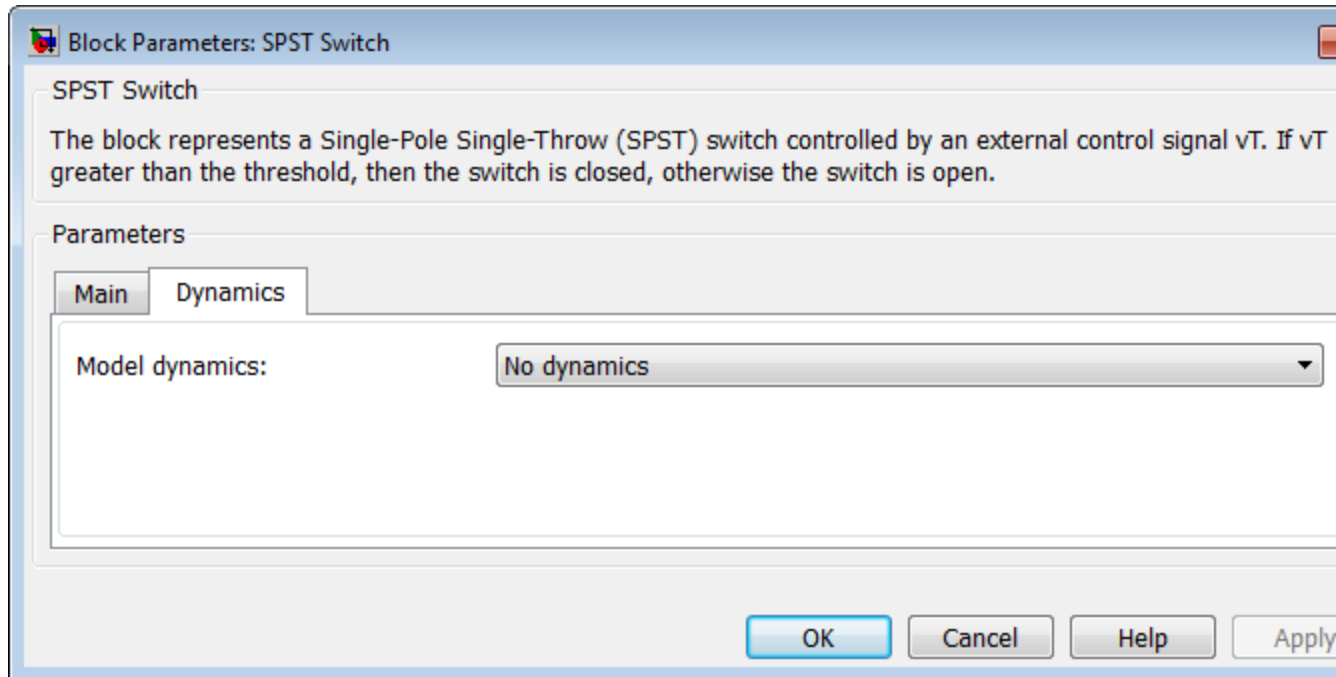 Block Parameters: SPST Switch
SPST Switch
The block represents a Single-Pole Single-Throw (SPST) switch controlled by an external control signal vT. If vT
greater than the threshold, then the switch is closed, otherwise the switch is open.
Parameters
Main Dynamics
Model dynamics: No dynamics
OK Cancel Help Apply